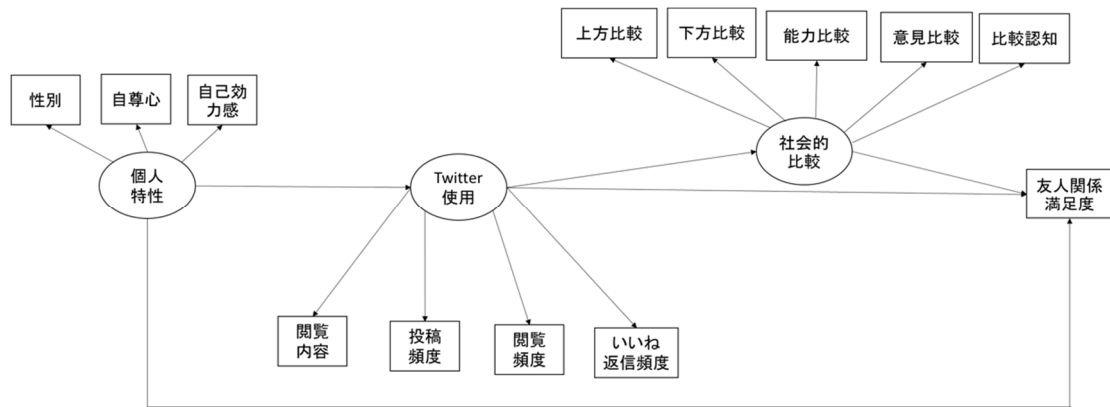 上方比較
下方比較
能力比較
意見比較
比較認知
性別
自尊心
自己効
力感
個人
特性
Twitter
使用
社会的
比較
友人関係
満足度
閲覧
内容
投稿
頻度
閲覧
頻度
いいね
返信頻度